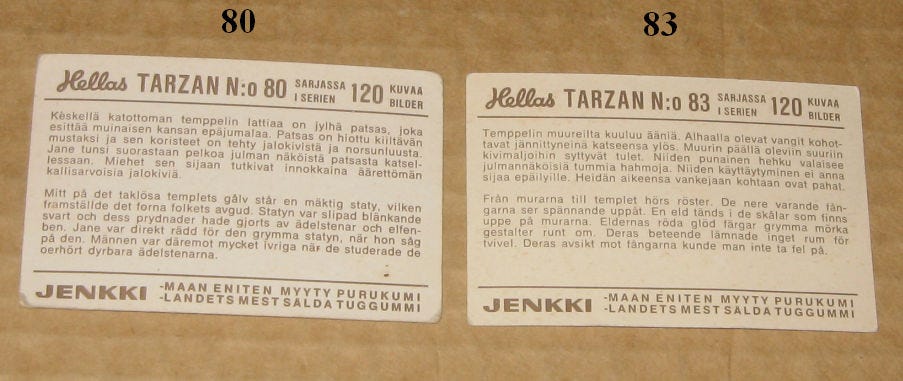 80
Hellas TARZAN N:o 80 SARJASSA I SERIEN 120 KUVAA BILDER
Keskellä katottoman temppelin lattiaa on jylhä patsas, joka
esittää muinaisen kansan epäjumalaa. Patsas on hiottu kiiltävän
mustaksi ja sen koristeet on tehty jalokivistä ja norsunluusta.
Jane tunsi suorastaan pelkoa julman näköistä patsasta katsel-
lessaan. Miehet sen sijaan tutkivat innokkaina äärettömän
kallisarvoisia jalokiviä.
Mitt på det taklösa templets gålv står en mäktig staty, vilken
framställde det forna folkets avgud. Statyn var slipad blänkande
svart och dess prydnader hade gjorts av ädelstenar och elfen-
ben. Jane var direkt rädd för den grymma statyn, när hon såg
på den. Männen var däremot mycket ivriga när de studerade de
oerhört dyrbara ädelstenarna.
JENKKI -MAAN ENITEN MYYTY PURUKUMI
-LANDETS MEST SÅLDA TUGGUMMI
83
Hellas TARZAN N:o 83 SARJASSA I SERIEN 120 KUVAA BILDER
Temppelin muureilta kuuluu ääniä. Alhaalla olevat vangit kohot-
tavat jännittyneinä katseensa ylös. Muurin päällä oleviin suuriin
kivimaljoihin syttyvät tulet. Niiden punainen hehku valaisee
julmannäköisiä tummia hahmoja. Niiden käyttäytyminen ei anna
sijaa epäilyille. Heidän aikeensa vankejaan kohtaan ovat pahat.
Från murarna till templet hörs röster. De nere varande fån-
garna ser spännande uppåt. En eld tänds i de skålar som finns
uppe på murarna. Eldernas röda glöd färgar grymma mörka
gestalter runt om. Deras beteende lämnade inget rum för
tvivel. Deras avsikt mot fångarna kunde man inte ta fel på.
JENKKI -MAAN ENITEN MYYTY PURUKUMI
-LANDETS MEST SÅLDA TUGGUMMI